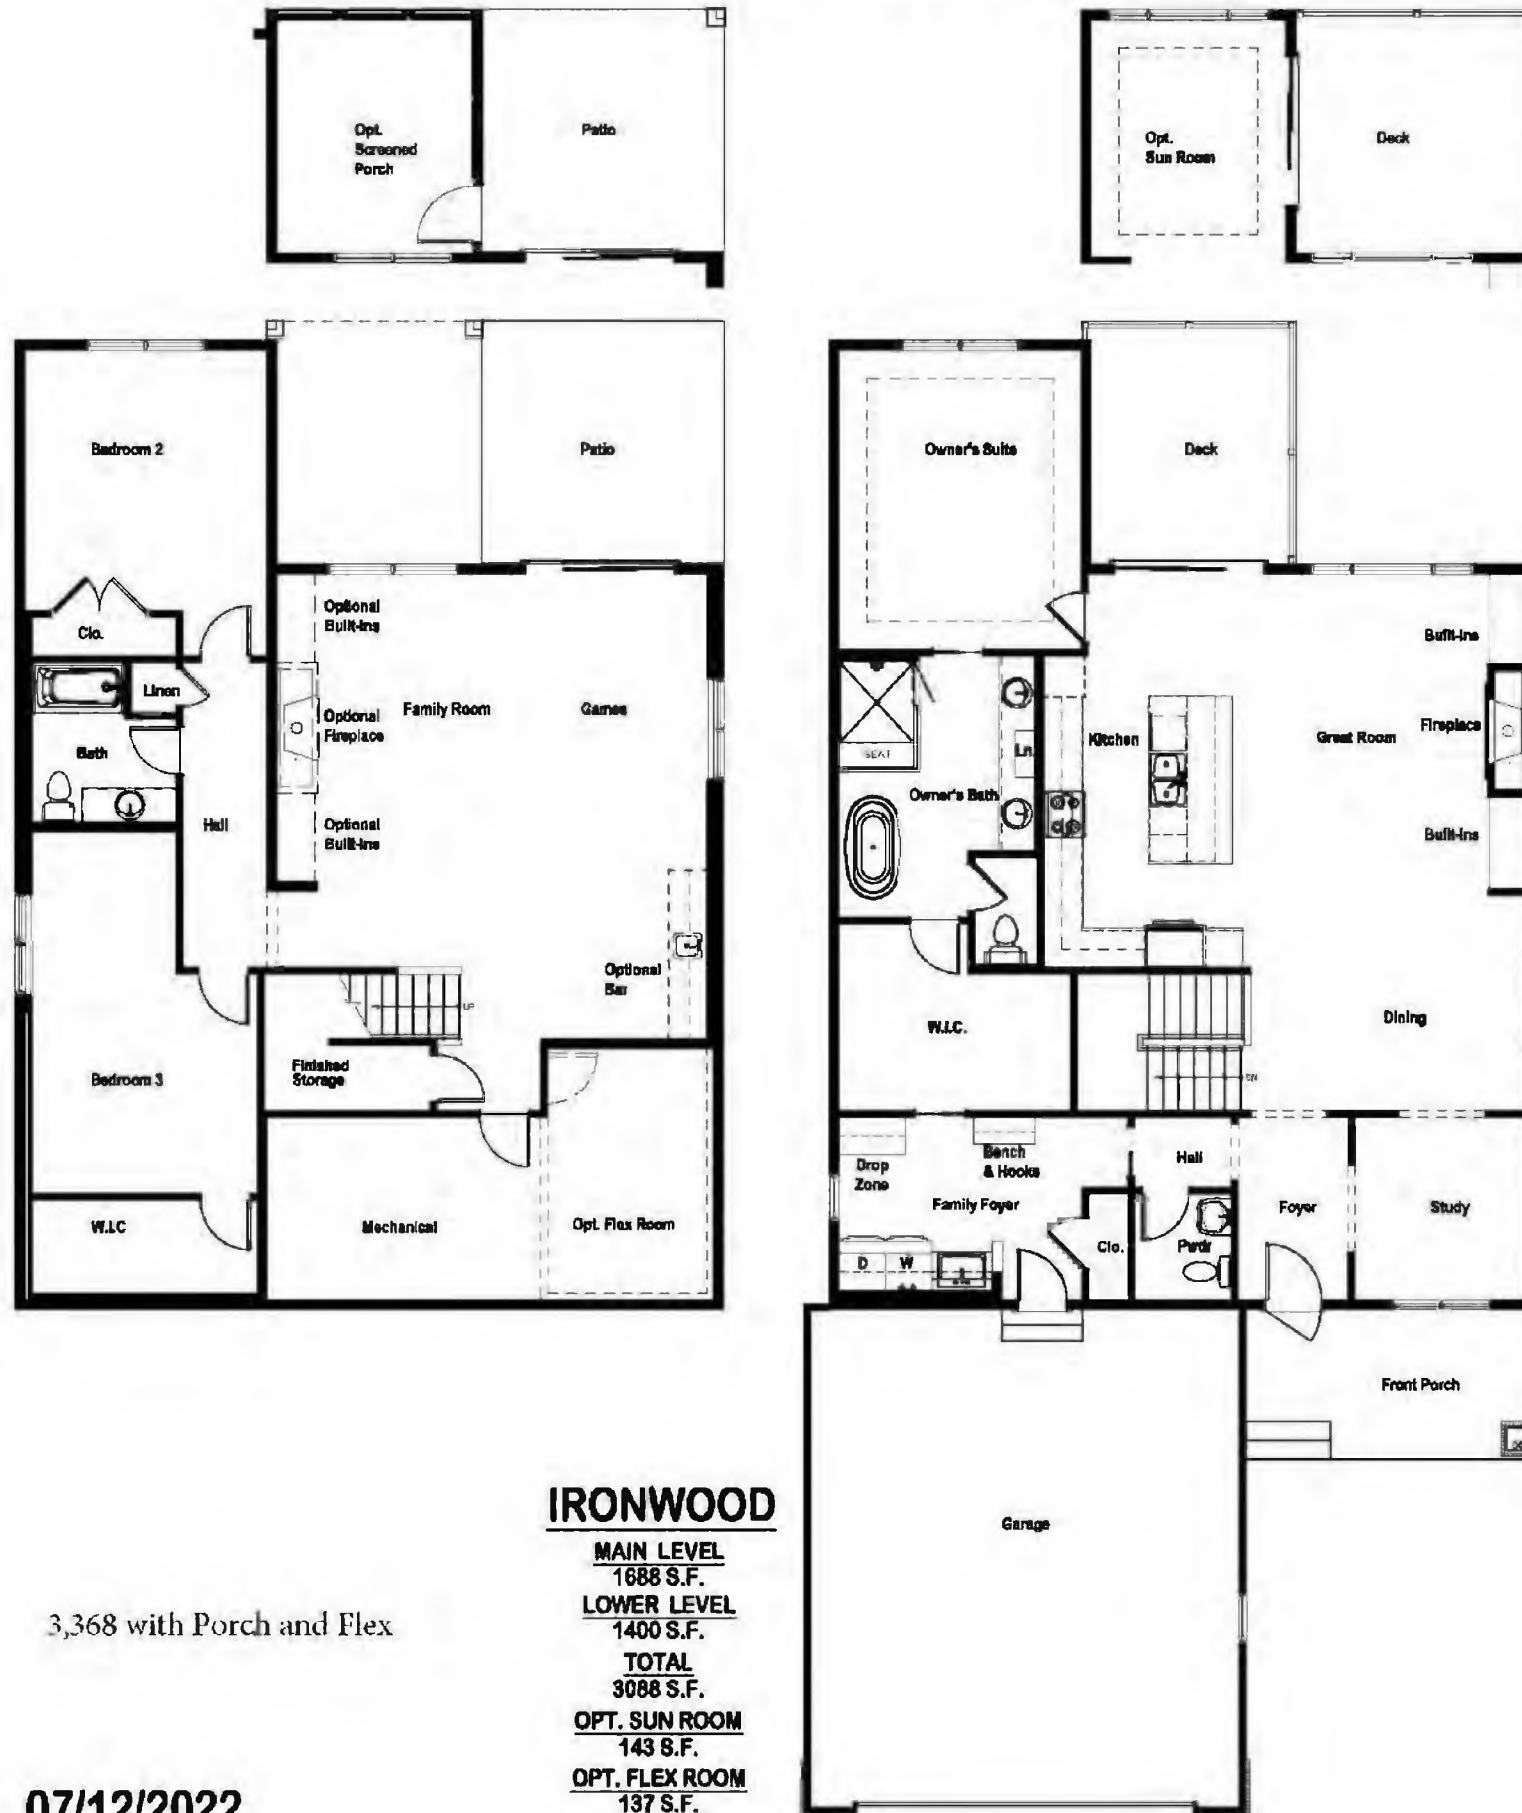 Opt.
Screened
Porch
Patio
Opt.
Sun Room
Deck
Bedroom 2
Patio
Owner's Suite
Deck
Optional
Built-Ins
Clo.
Linen
Optional
Fireplace
Family Room
Games
Bath
Hall
Optional
Built-Ins
Optional
Bar
UP
Finished
Storage
Bedroom 3
W.I.C
Mechanical
Opt. Flex Room
Built-Ins
Kitchen
Great Room
Fireplace
SEAT
Ln.
Owner's Bath
Built-Ins
W.I.C.
Dining
DN
Drop
Zone
Bench
& Hooks
Hall
Family Foyer
Foyer
Study
Clo.
Pwdr
D
W
Front Porch
Garage
IRONWOOD
MAIN LEVEL
1688 S.F.
LOWER LEVEL
1400 S.F.
TOTAL
3088 S.F.
OPT. SUN ROOM
143 S.F.
OPT. FLEX ROOM
137 S.F.
3,368 with Porch and Flex
07/12/2022